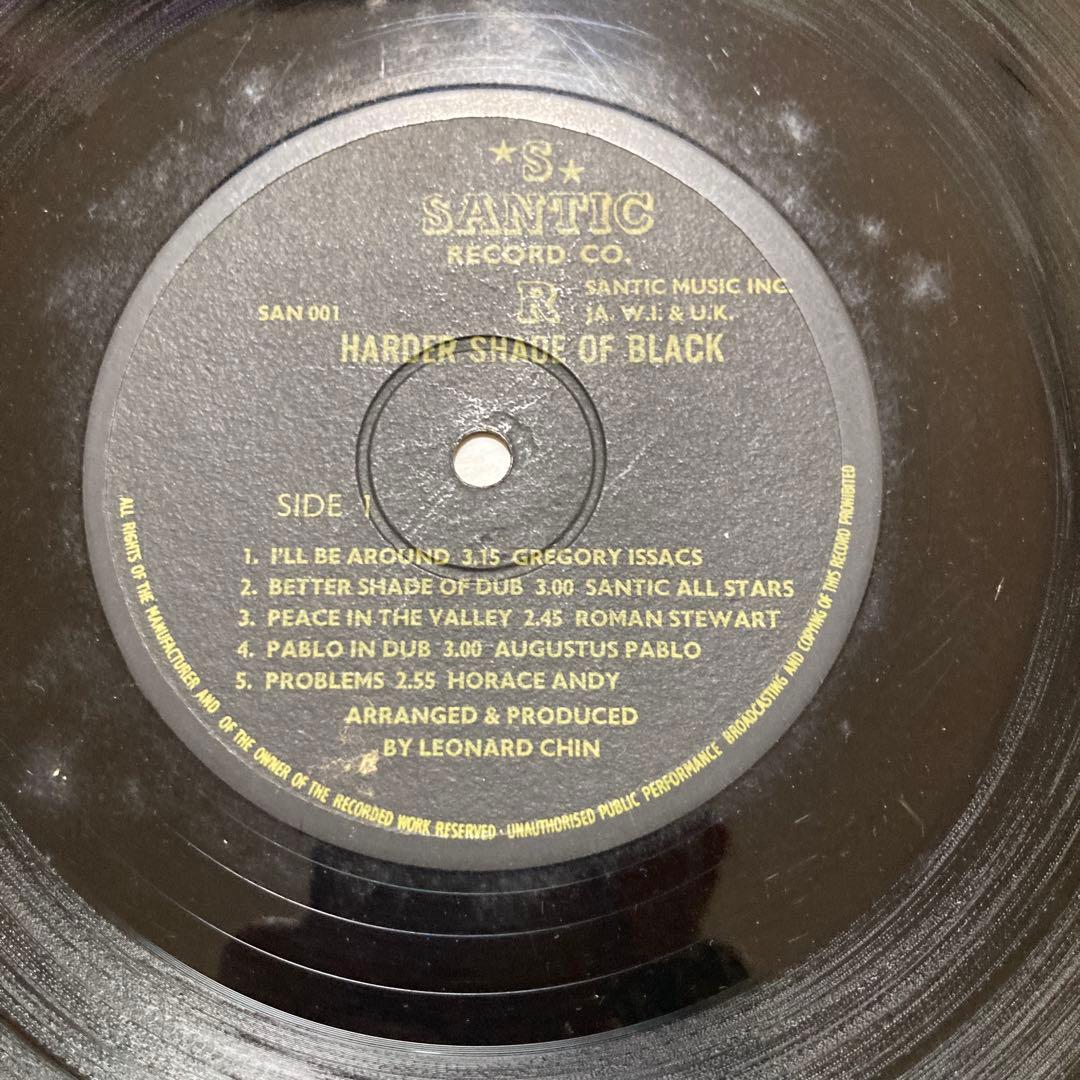 S
SANTIC
RECORD CO.
R SANTIC MUSIC INC.
SAN 001 JA. W.I. & U.K.
HARDER SHADE OF BLACK
SIDE 1
1. I'LL BE AROUND 3.15 GREGORY ISSACS
2. BETTER SHADE OF DUB 3.00 SANTIC ALL STARS
3. PEACE IN THE VALLEY 2.45 ROMAN STEWART
4. PABLO IN DUB 3.00 AUGUSTUS PABLO
5. PROBLEMS 2.55 HORACE ANDY
ARRANGED & PRODUCED
BY LEONARD CHIN
ALL RIGHTS OF THE MANUFACTURER AND OF THE OWNER OF THE RECORDED WORK RESERVED · UNAUTHORISED PUBLIC PERFORMANCE BROADCASTING AND COPYING OF THIS RECORD PROHIBITED